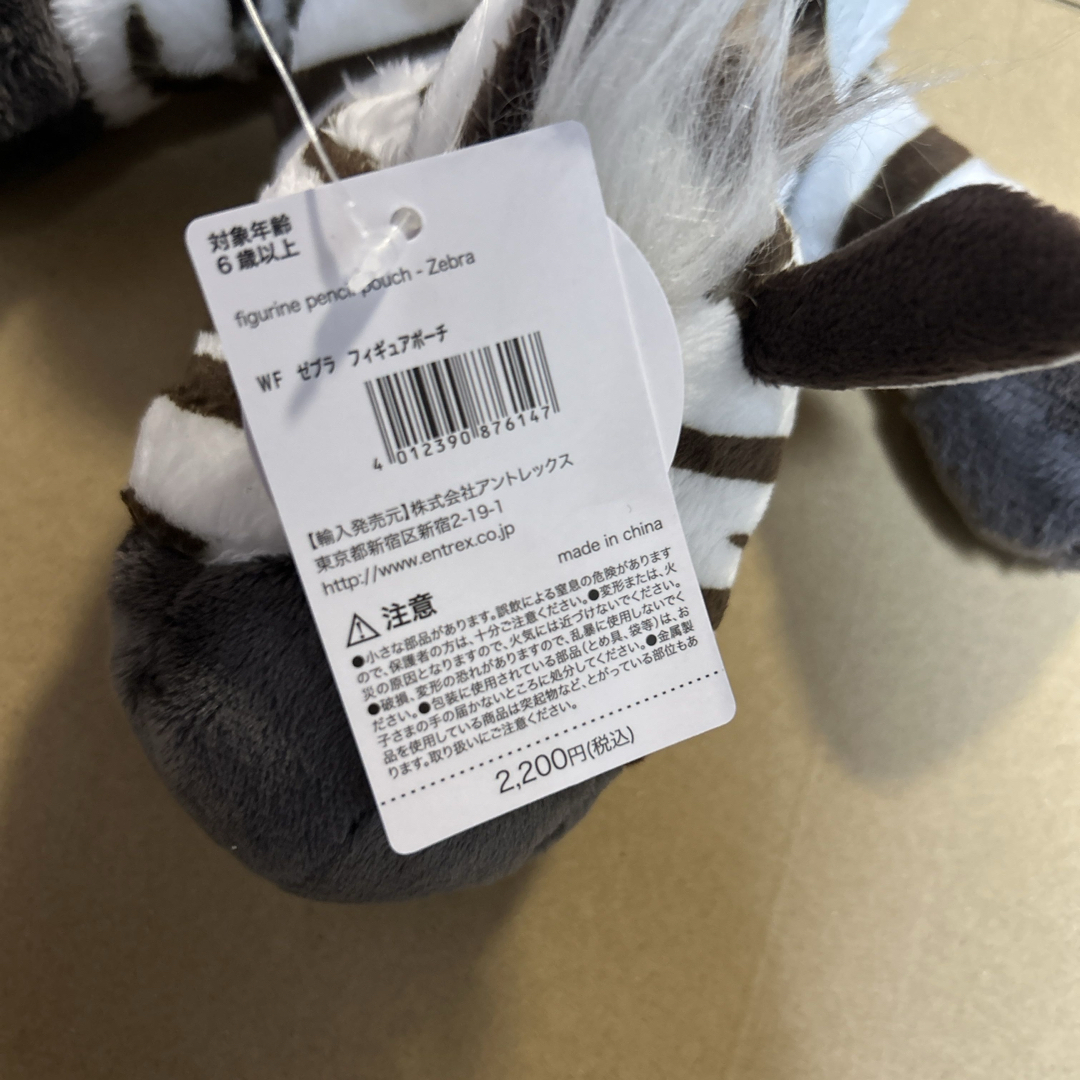 対象年齢
6歳以上
figurine pencil pouch - Zebra
WF ゼブラ フィギュアポーチ
4 012390 876147
【輸入発売元】株式会社アントレックス
東京都新宿区新宿2-19-1
http://www.entrex.co.jp
made in china
注意
●小さな部品があります。誤飲による窒息の危険があります
ので、保護者の方は、十分ご注意ください。●変形または、火
災の原因となりますので、火気には近づけないでください。
●破損、変形の恐れがありますので、乱暴に使用しないでく
ださい。●包装に使用されている部品(とめ具、袋等)は、お
子さまの手の届かないところに処分してください。●金属製
品を使用している商品は突起物など、とがっている部位もあ
ります。取り扱いにご注意ください。
2,200円(税込)